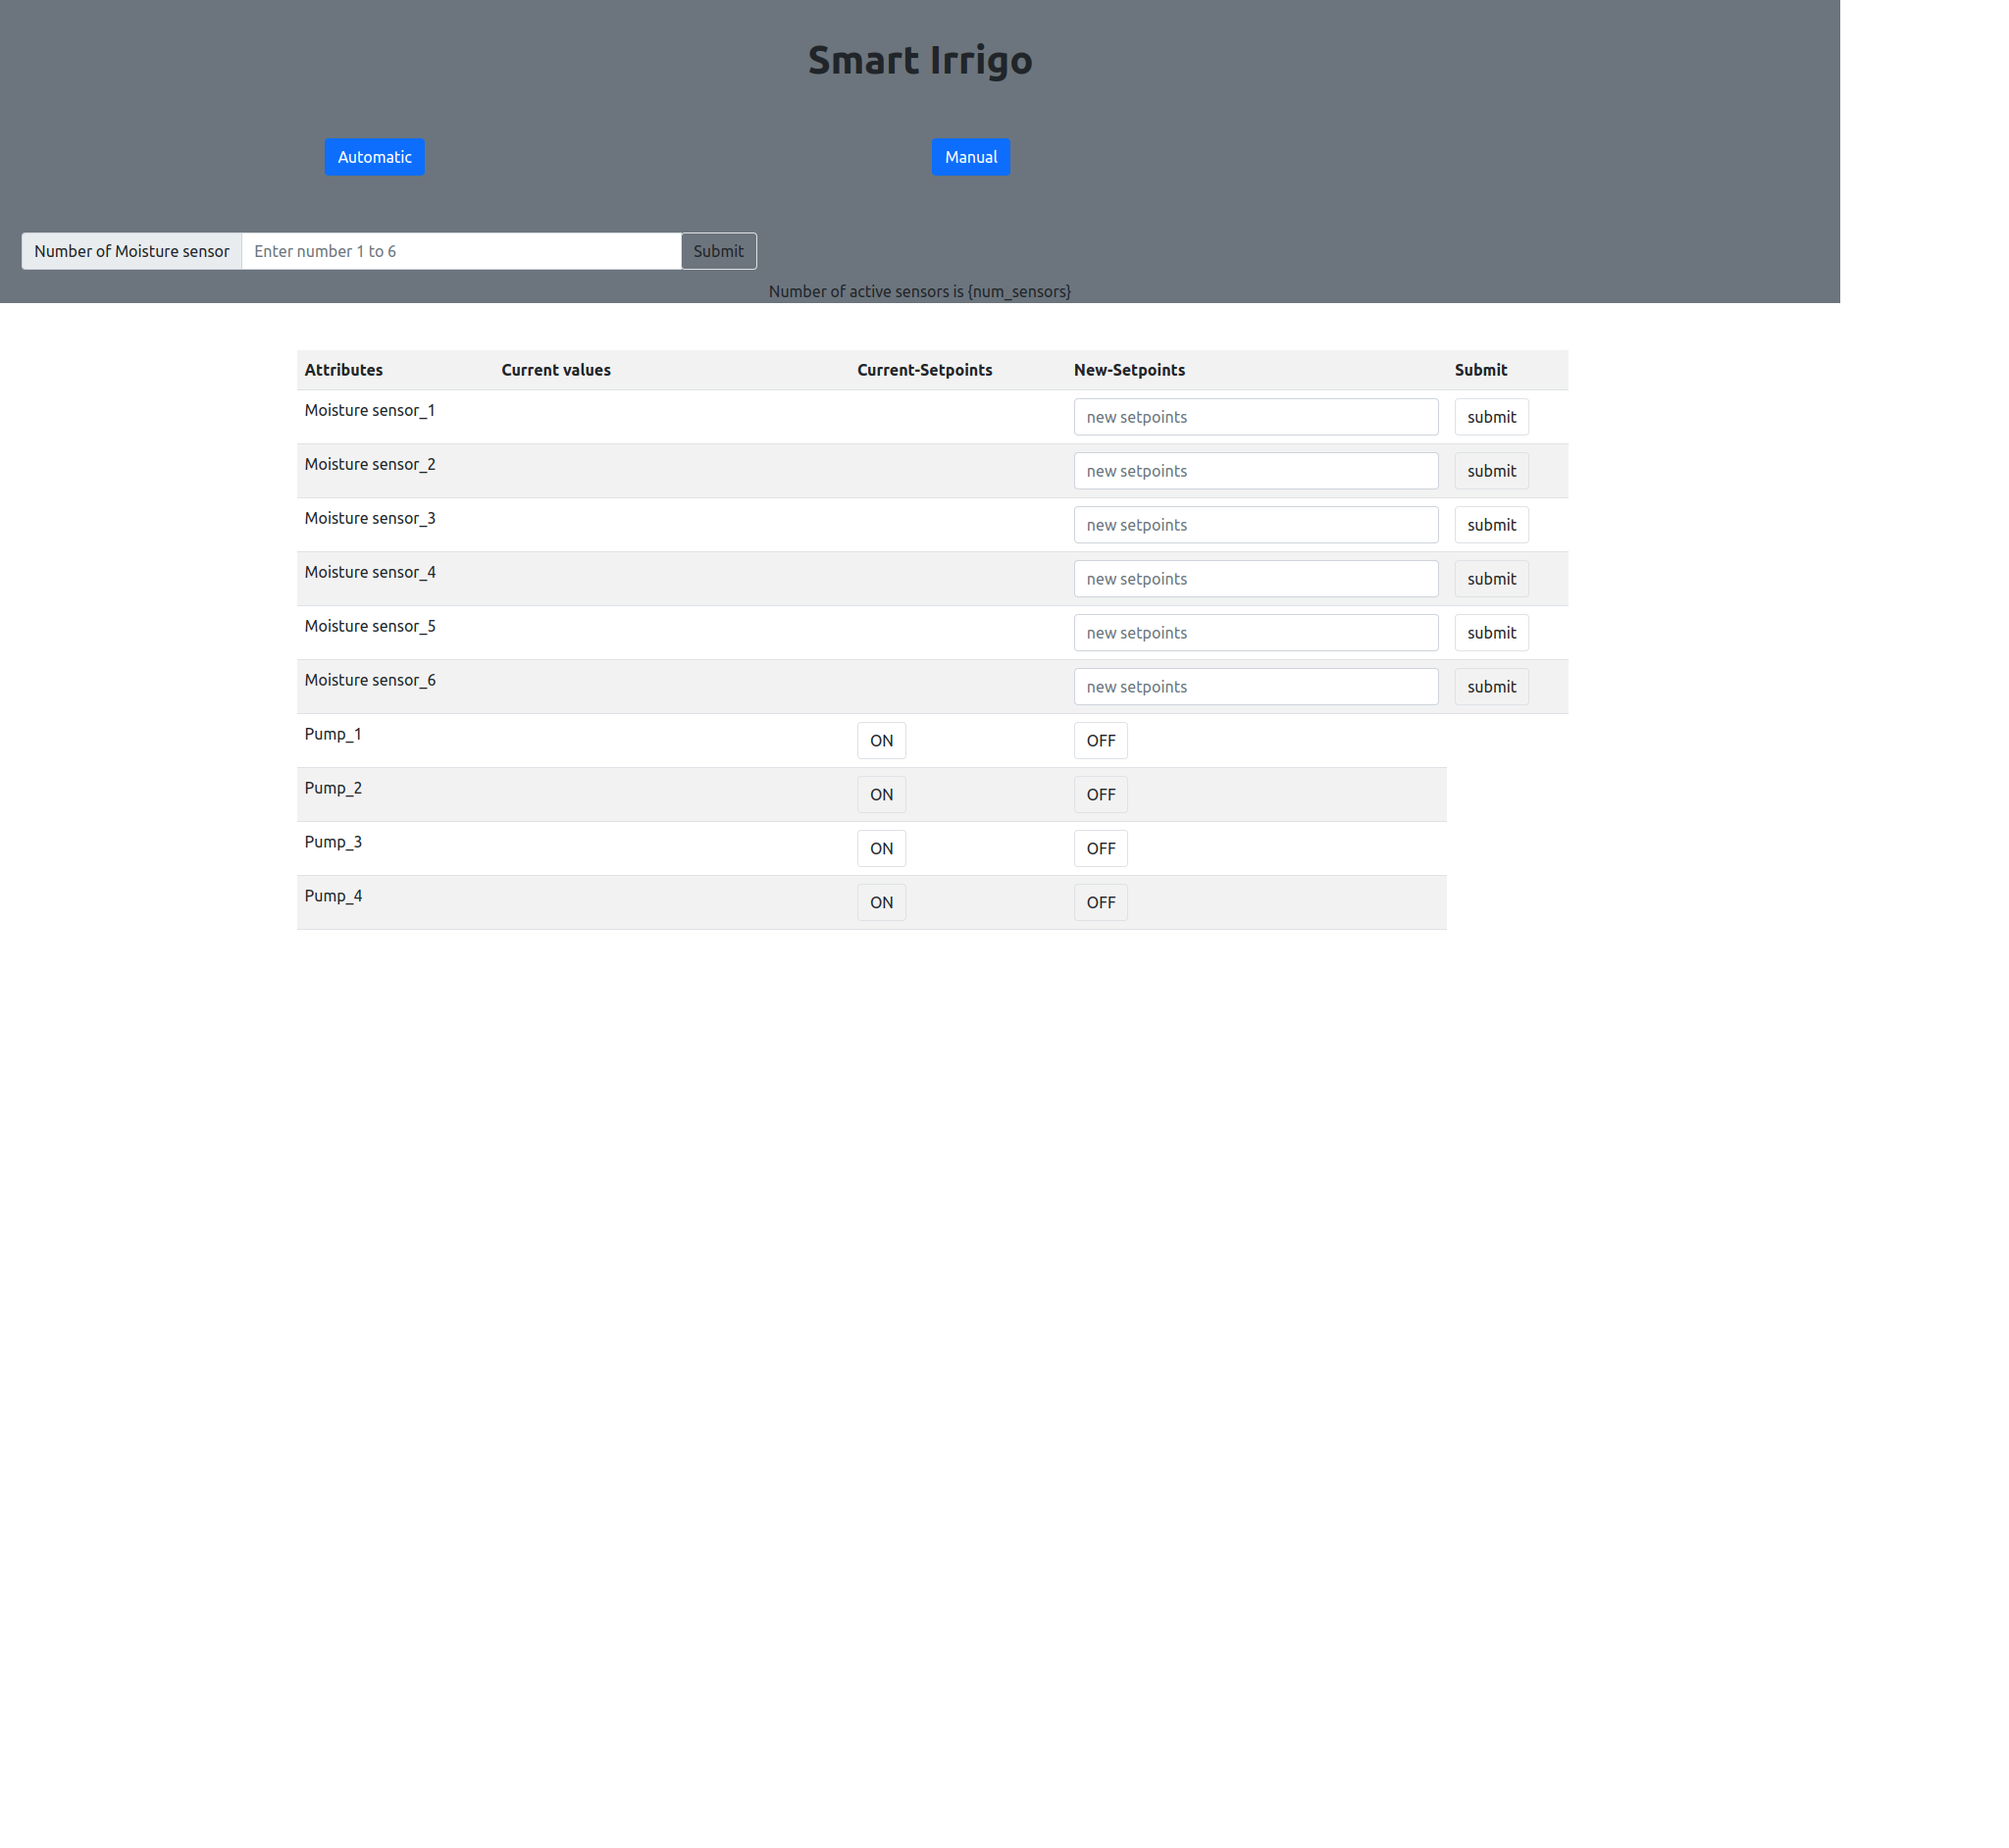 Smart Irrigo
Automatic Manual
Number of Moisture sensor Enter number 1 to 6 Submit
Number of active sensors is {num_sensors}
Attributes Current values Current-Setpoints New-Setpoints Submit
Moisture sensor_1 new setpoints submit
Moisture sensor_2 new setpoints submit
Moisture sensor_3 new setpoints submit
Moisture sensor_4 new setpoints submit
Moisture sensor_5 new setpoints submit
Moisture sensor_6 new setpoints submit
Pump_1 ON OFF
Pump_2 ON OFF
Pump_3 ON OFF
Pump_4 ON OFF